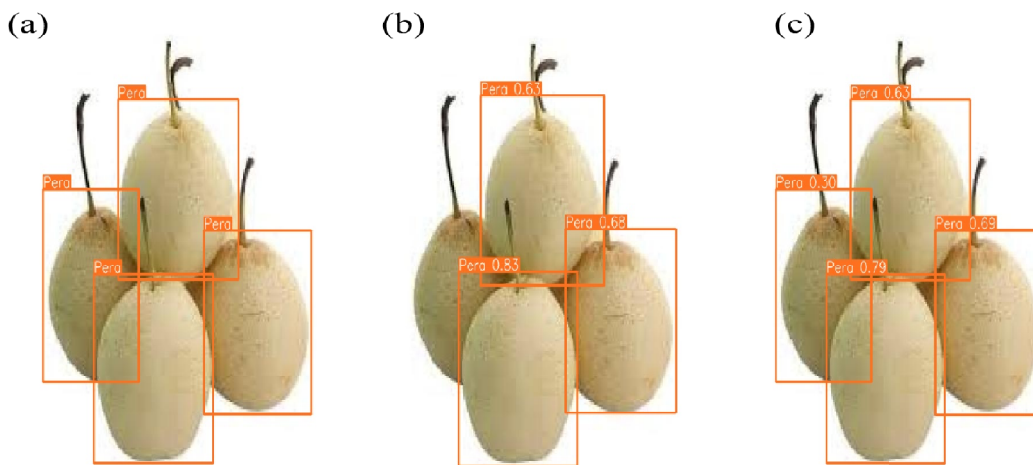 (a)
(b)
(c)
Pera
Pera
Pera
Pera
Pera 0.63
Pera 0.68
Pera 0.83
Pera 0.63
Pera 0.30
Pera 0.69
Pera 0.79